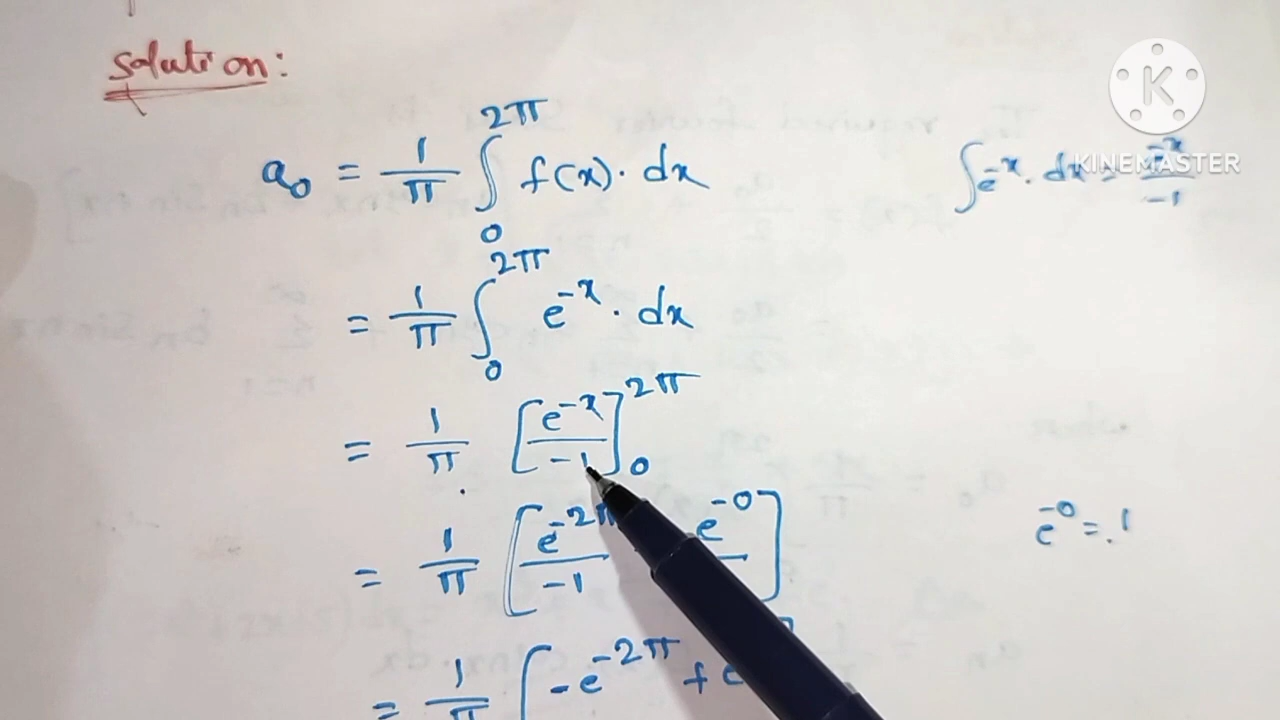 solution:
a₀ = 1/π ∫₀^2π f(x)· dx
∫e^-x · dx = e^-x/-1
KINEMASTER
= 1/π ∫₀^2π e^-x · dx
= 1/π [e^-x/-1]₀^2π
= 1/π [e^-2π/-1 e^-0]
e^-0 = 1
= 1/π [-e^-2π + e